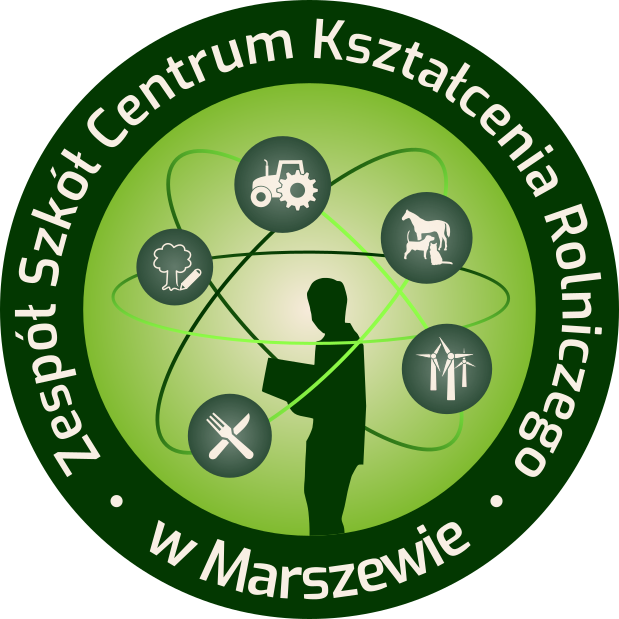 Zespół Szkół Centrum Kształcenia Rolniczego
w Marszewie